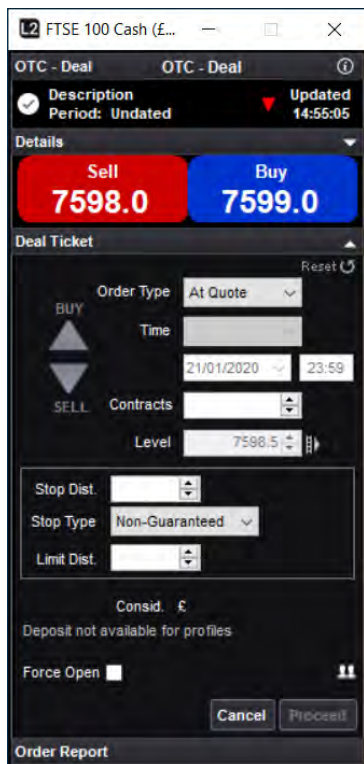 L2 FTSE 100 Cash (£...
OTC - Deal OTC - Deal
Description Updated
Period: Undated 14:55:05
Details
Sell Buy
7598.0 7599.0
Deal Ticket
Reset
Order Type At Quote
BUY
Time
21/01/2020 23:59
SELL Contracts
Level 7598.5
Stop Dist.
Stop Type Non-Guaranteed
Limit Dist.
Consid. £
Deposit not available for profiles
Force Open
Cancel Proceed
Order Report